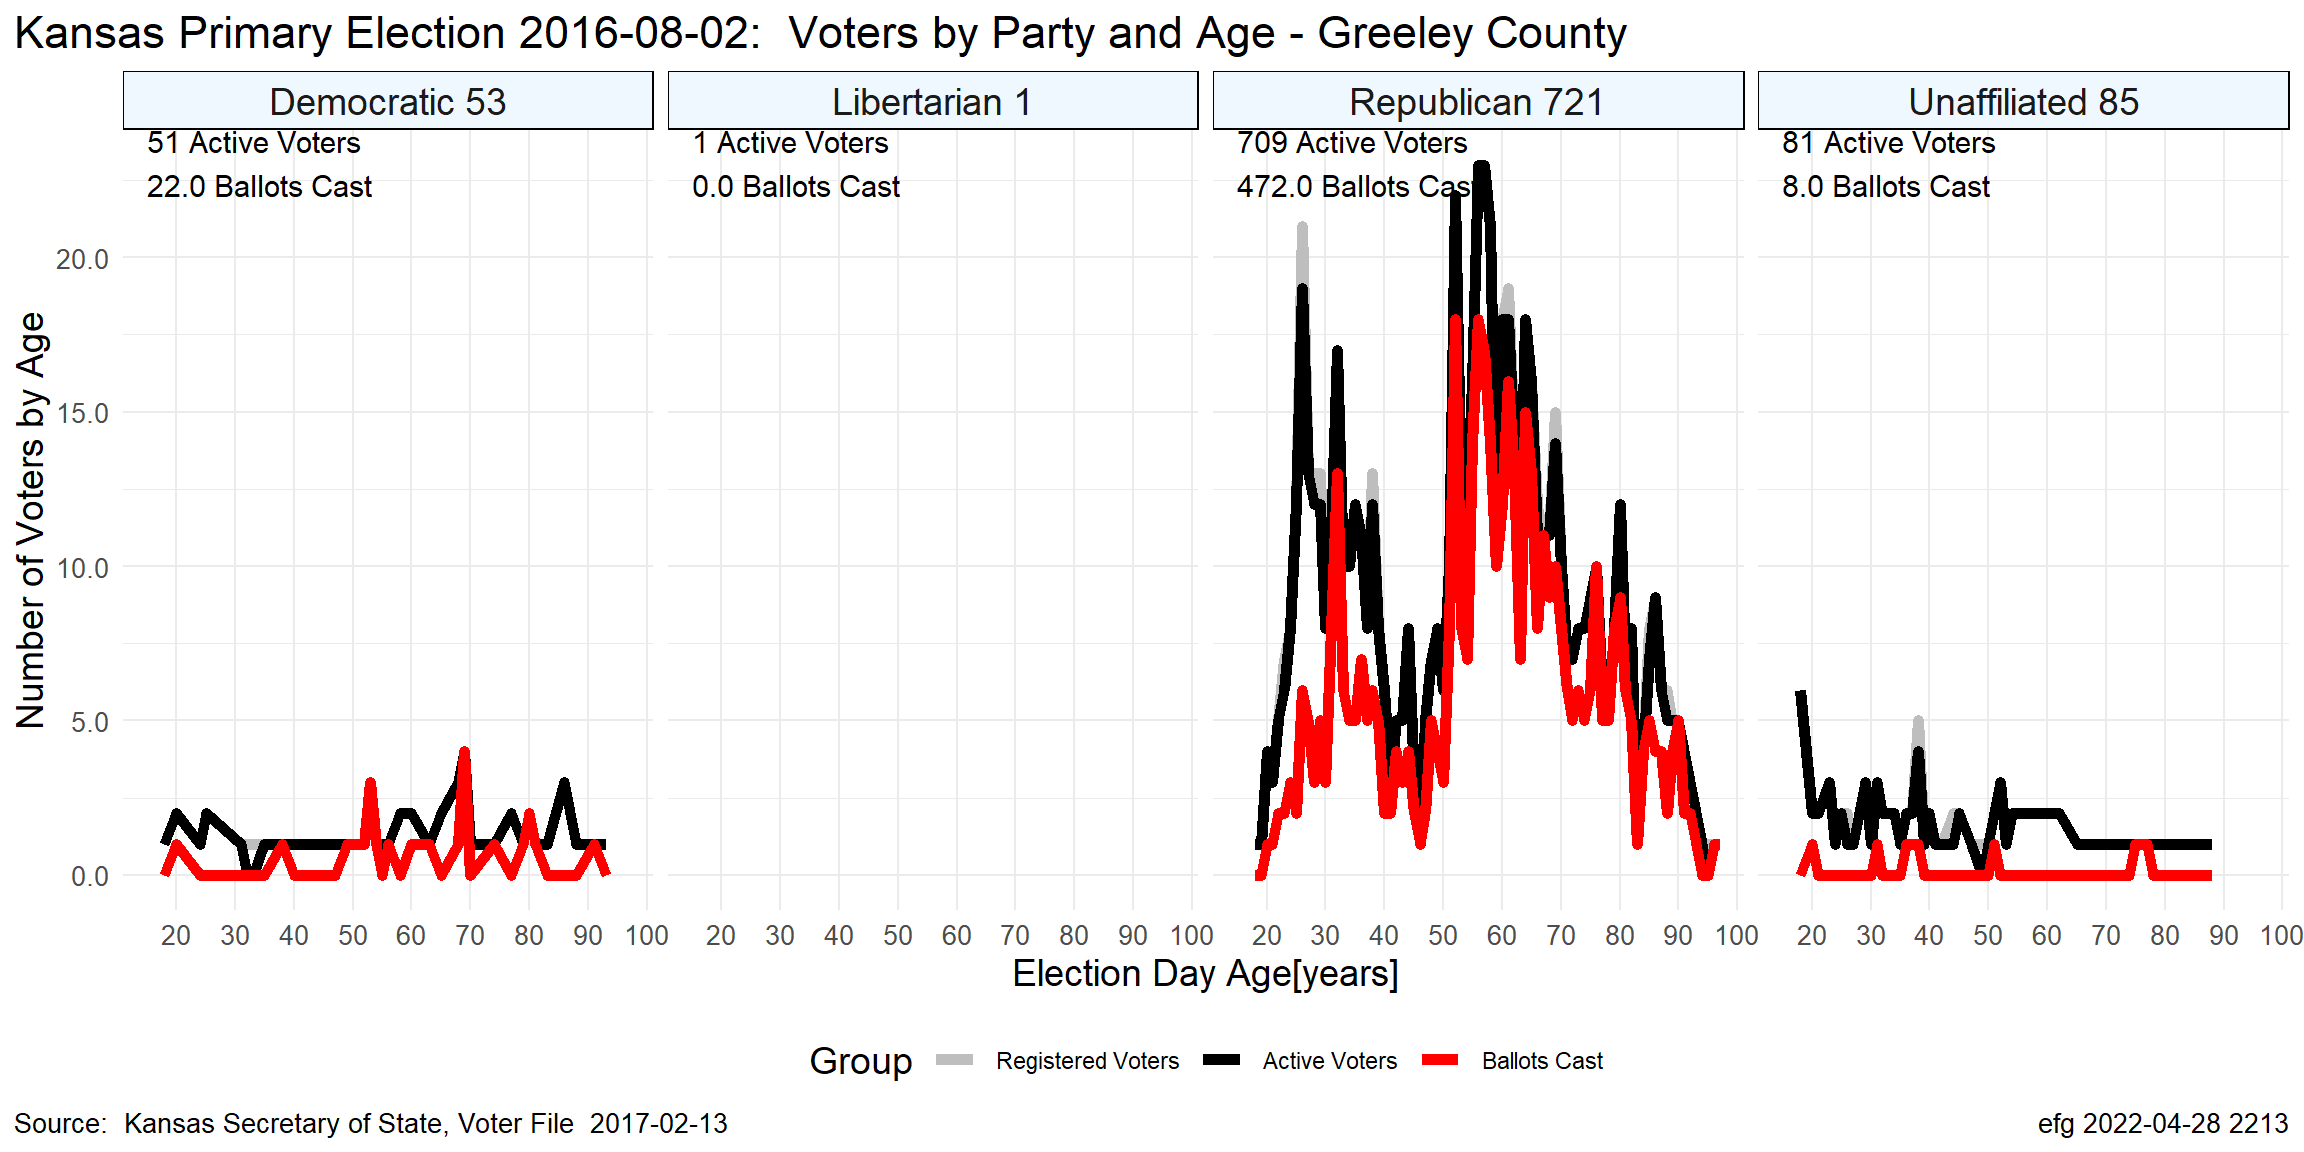 Kansas Primary Election 2016-08-02:  Voters by Party and Age - Greeley County
Democratic 53
Libertarian 1
Republican 721
Unaffiliated 85
51 Active Voters
22.0 Ballots Cast
1 Active Voters
0.0 Ballots Cast
709 Active Voters
472.0 Ballots Cast
81 Active Voters
8.0 Ballots Cast
Number of Voters by Age
20.0
15.0
10.0
5.0
0.0
20 30 40 50 60 70 80 90 100
20 30 40 50 60 70 80 90 100
20 30 40 50 60 70 80 90 100
20 30 40 50 60 70 80 90 100
Election Day Age[years]
Group Registered Voters Active Voters Ballots Cast
Source:  Kansas Secretary of State, Voter File  2017-02-13
efg 2022-04-28 2213